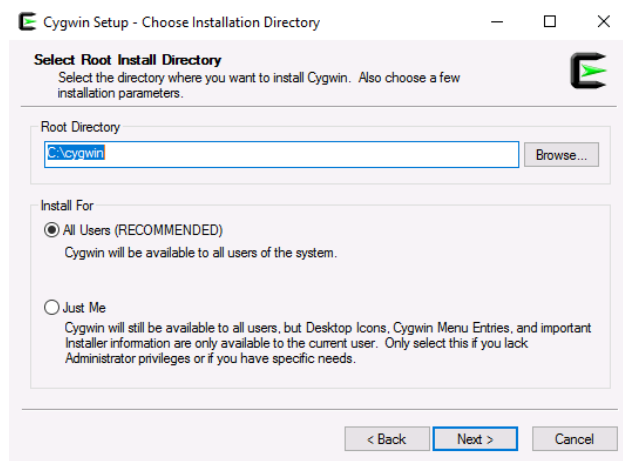 Cygwin Setup - Choose Installation Directory
Select Root Install Directory
Select the directory where you want to install Cygwin. Also choose a few
installation parameters.
Root Directory
C:\cygwin
Browse...
Install For
All Users (RECOMMENDED)
Cygwin will be available to all users of the system.
Just Me
Cygwin will still be available to all users, but Desktop Icons, Cygwin Menu Entries, and important
Installer information are only available to the current user. Only select this if you lack
Administrator privileges or if you have specific needs.
< Back
Next >
Cancel